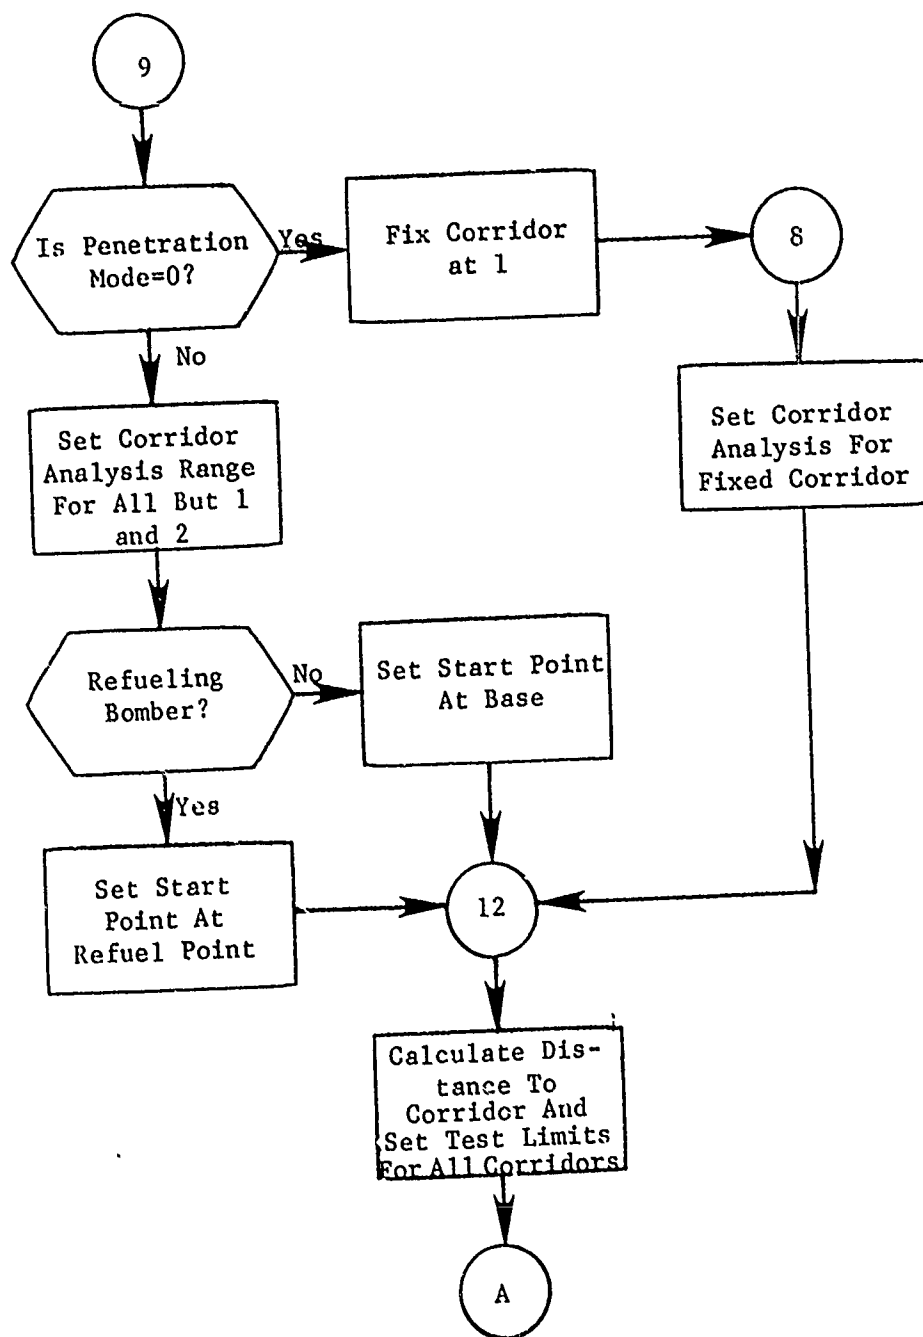 9
Is Penetration
Mode=0?
Yes
Fix Corridor
at 1
8
No
Set Corridor
Analysis Range
For All But 1
and 2
Set Corridor
Analysis For
Fixed Corridor
Refueling
Bomber?
No
Set Start Point
At Base
Yes
Set Start
Point At
Refuel Point
12
Calculate Dis-
tance To
Corridor And
Set Test Limits
For All Corridors
A